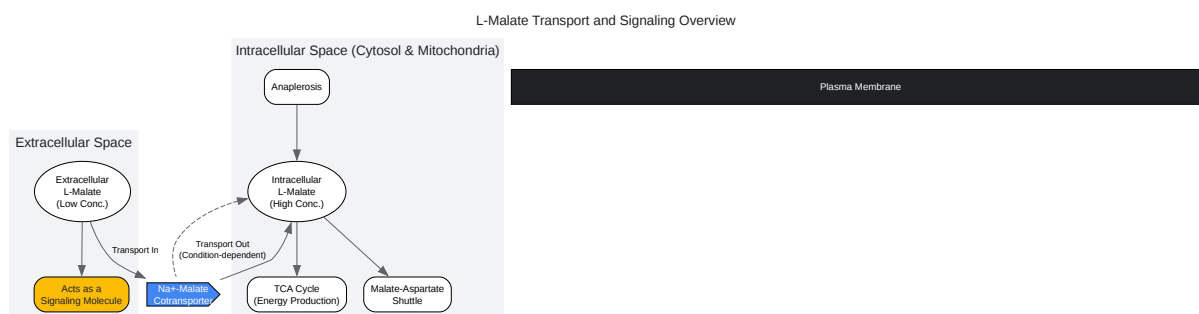 L-Malate Transport and Signaling Overview
Intracellular Space (Cytosol & Mitochondria)
Anaplerosis
Plasma Membrane
Extracellular Space
Extracellular
L-Malate
(Low Conc.)
Intracellular
L-Malate
(High Conc.)
Transport In
Transport Out
(Condition-dependent)
Acts as a
Signaling Molecule
Na+-Malate
Cotransporter
TCA Cycle
(Energy Production)
Malate-Aspartate
Shuttle